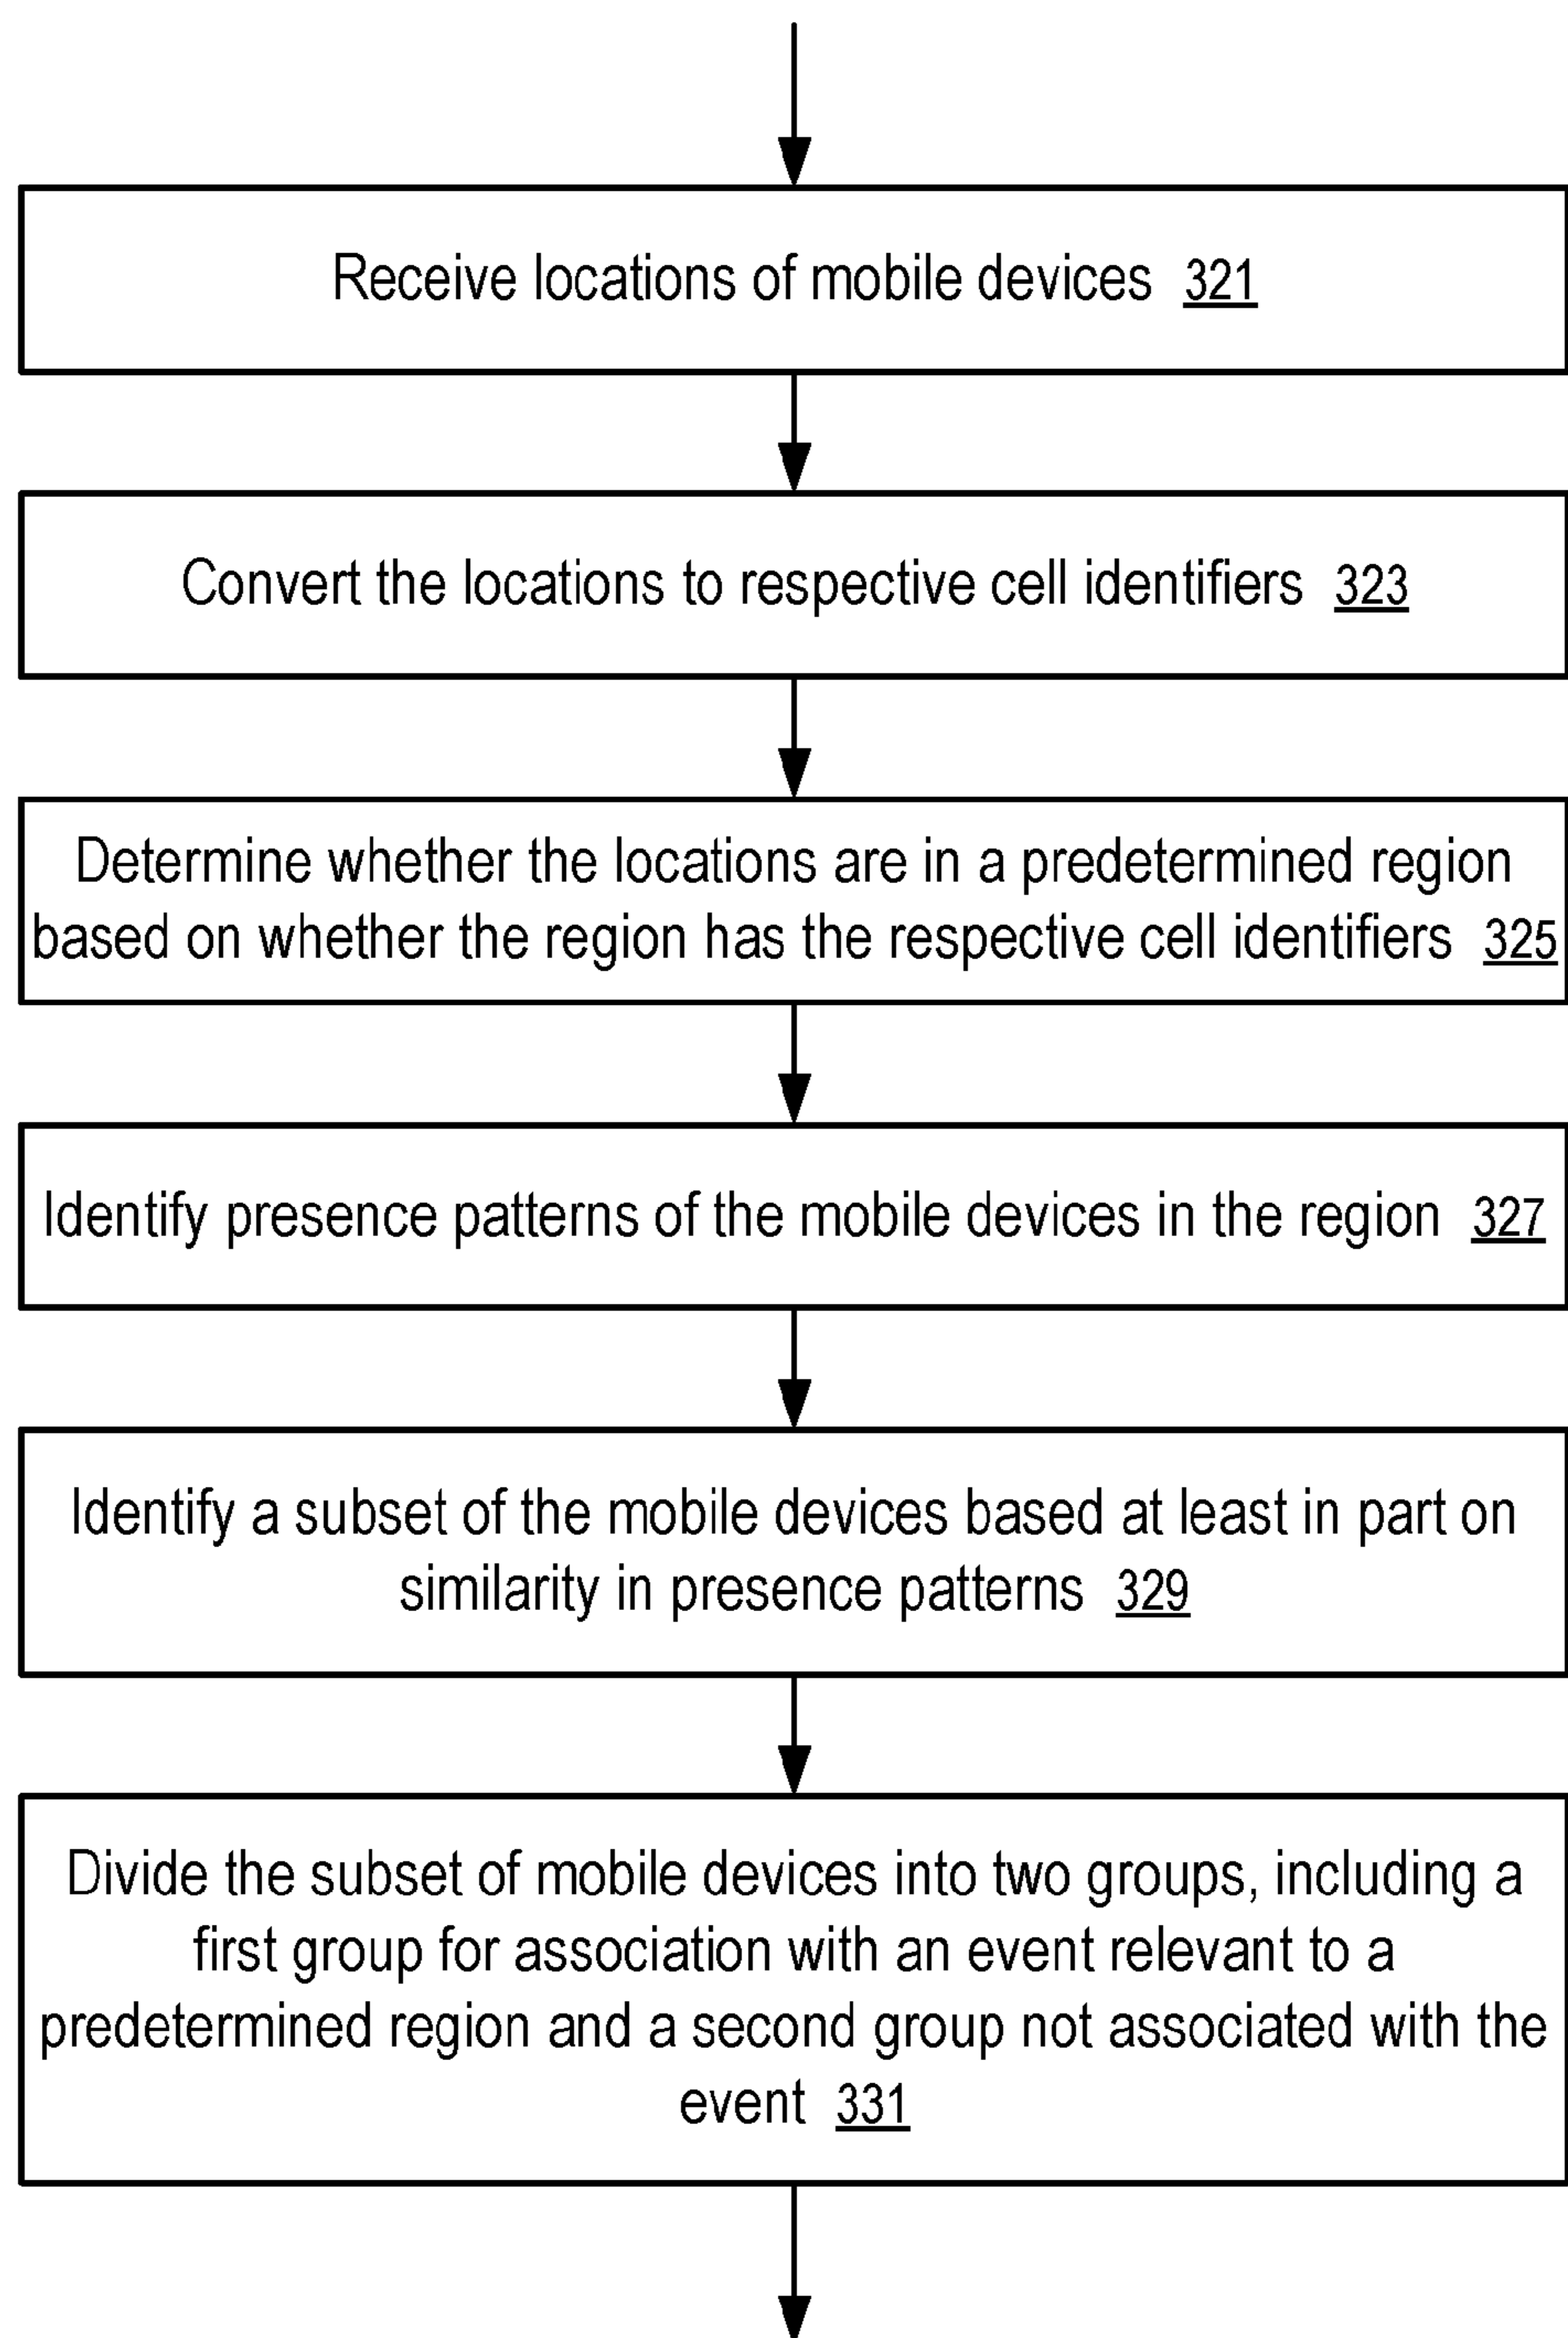 Receive locations of mobile devices 321
Convert the locations to respective cell identifiers 323
Determine whether the locations are in a predetermined region
based on whether the region has the respective cell identifiers 325
Identify presence patterns of the mobile devices in the region 327
Identify a subset of the mobile devices based at least in part on
similarity in presence patterns 329
Divide the subset of mobile devices into two groups, including a
first group for association with an event relevant to a
predetermined region and a second group not associated with the
event 331